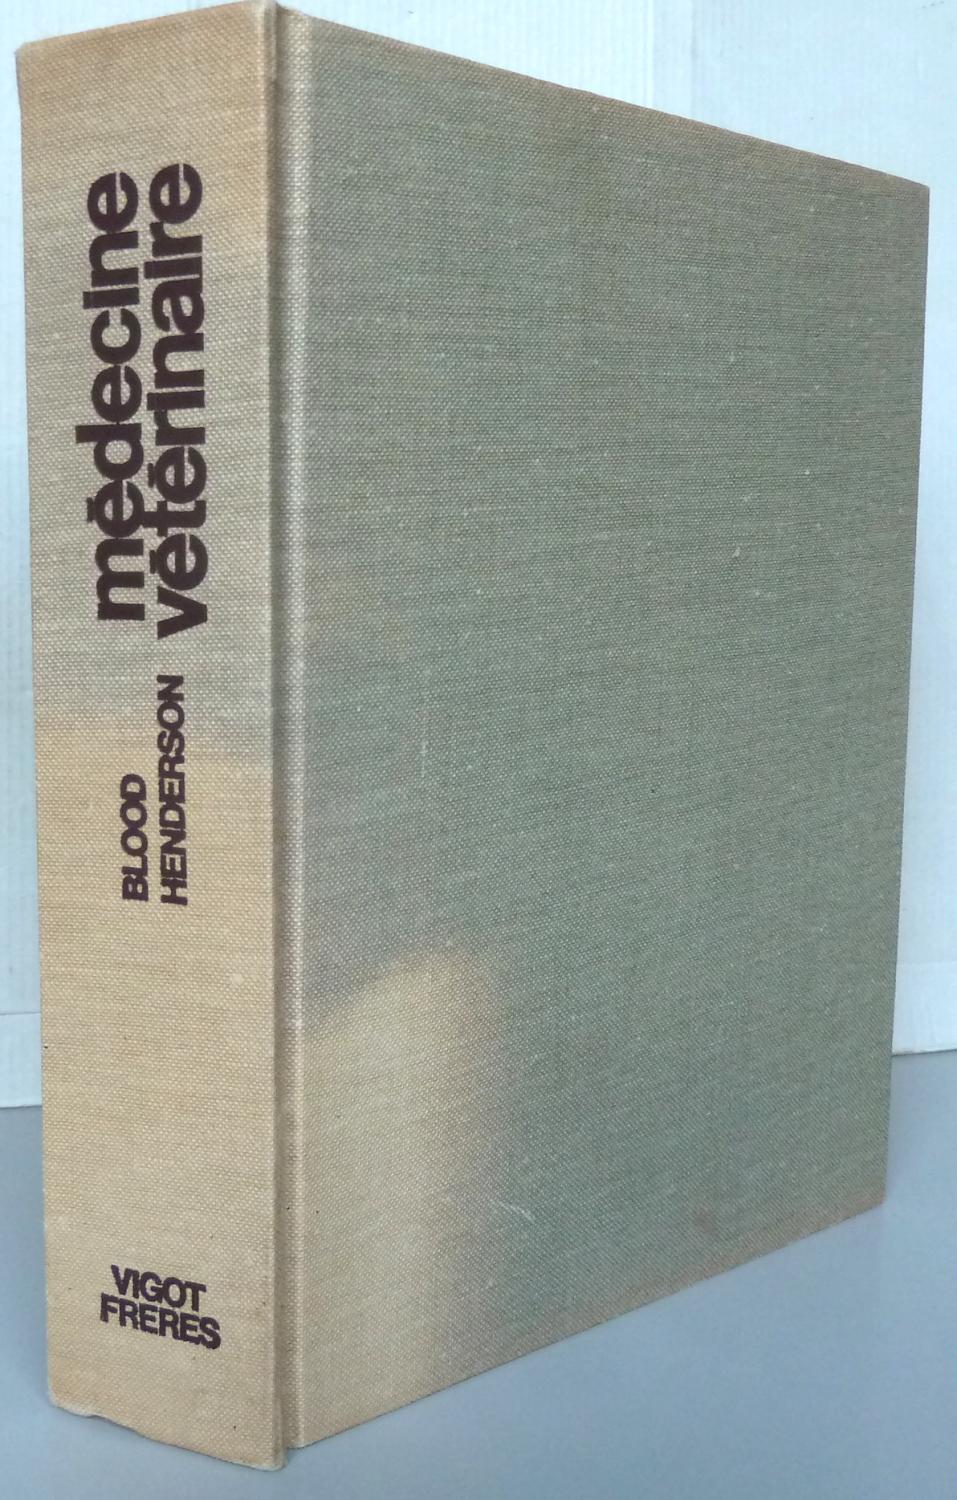 BLOOD
HENDERSON
médecine
vétérinaire
VIGOT
FRERES